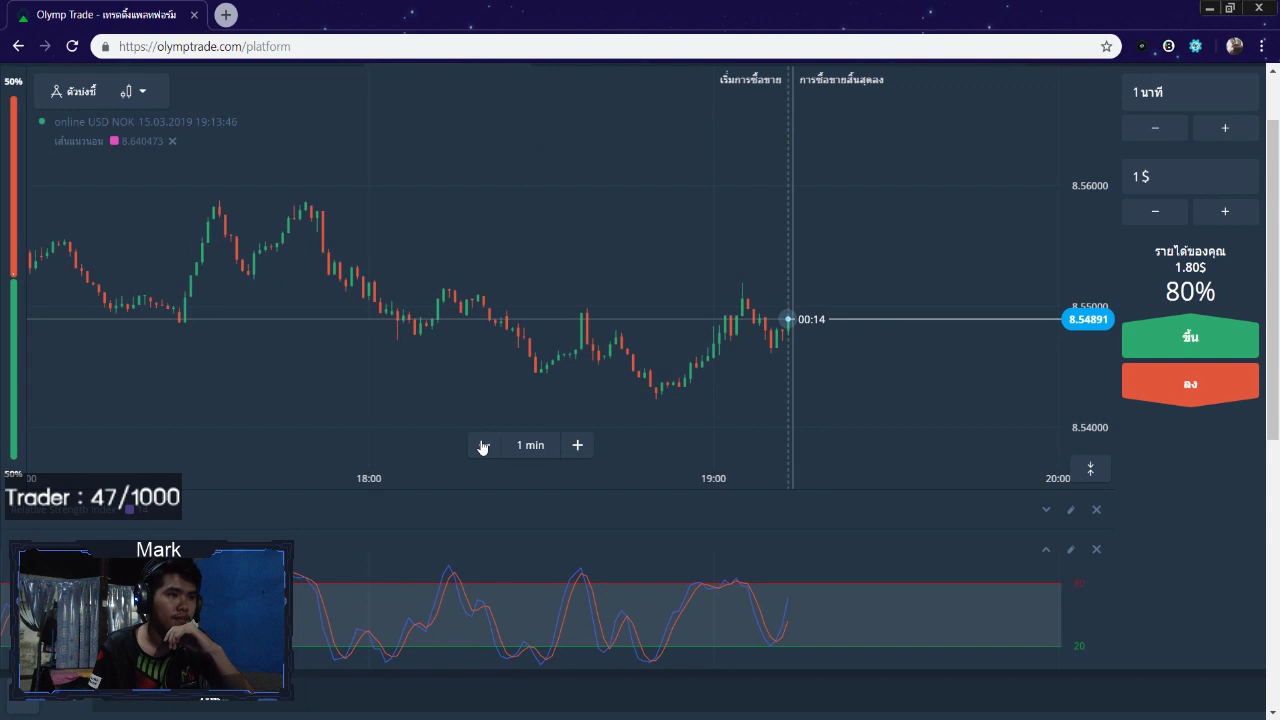 Olymp Trade - เทรดดิ้งแพลทฟอร์ม
https://olymptrade.com/platform
50%
ตัวบ่งชี้
online USD NOK 15.03.2019 19:13:46
เส้นแนวนอน 8.640473
เริ่มการซื้อขาย
การซื้อขายสิ้นสุดลง
1 นาที
8.56000
1 $
รายได้ของคุณ
1.80$
80%
8.55000
00:14
8.54891
ขึ้น
ลง
8.54000
1 min
50%
18:00
19:00
20:00
Trader : 47/1000
Relative Strength Index 14
Mark
80
20